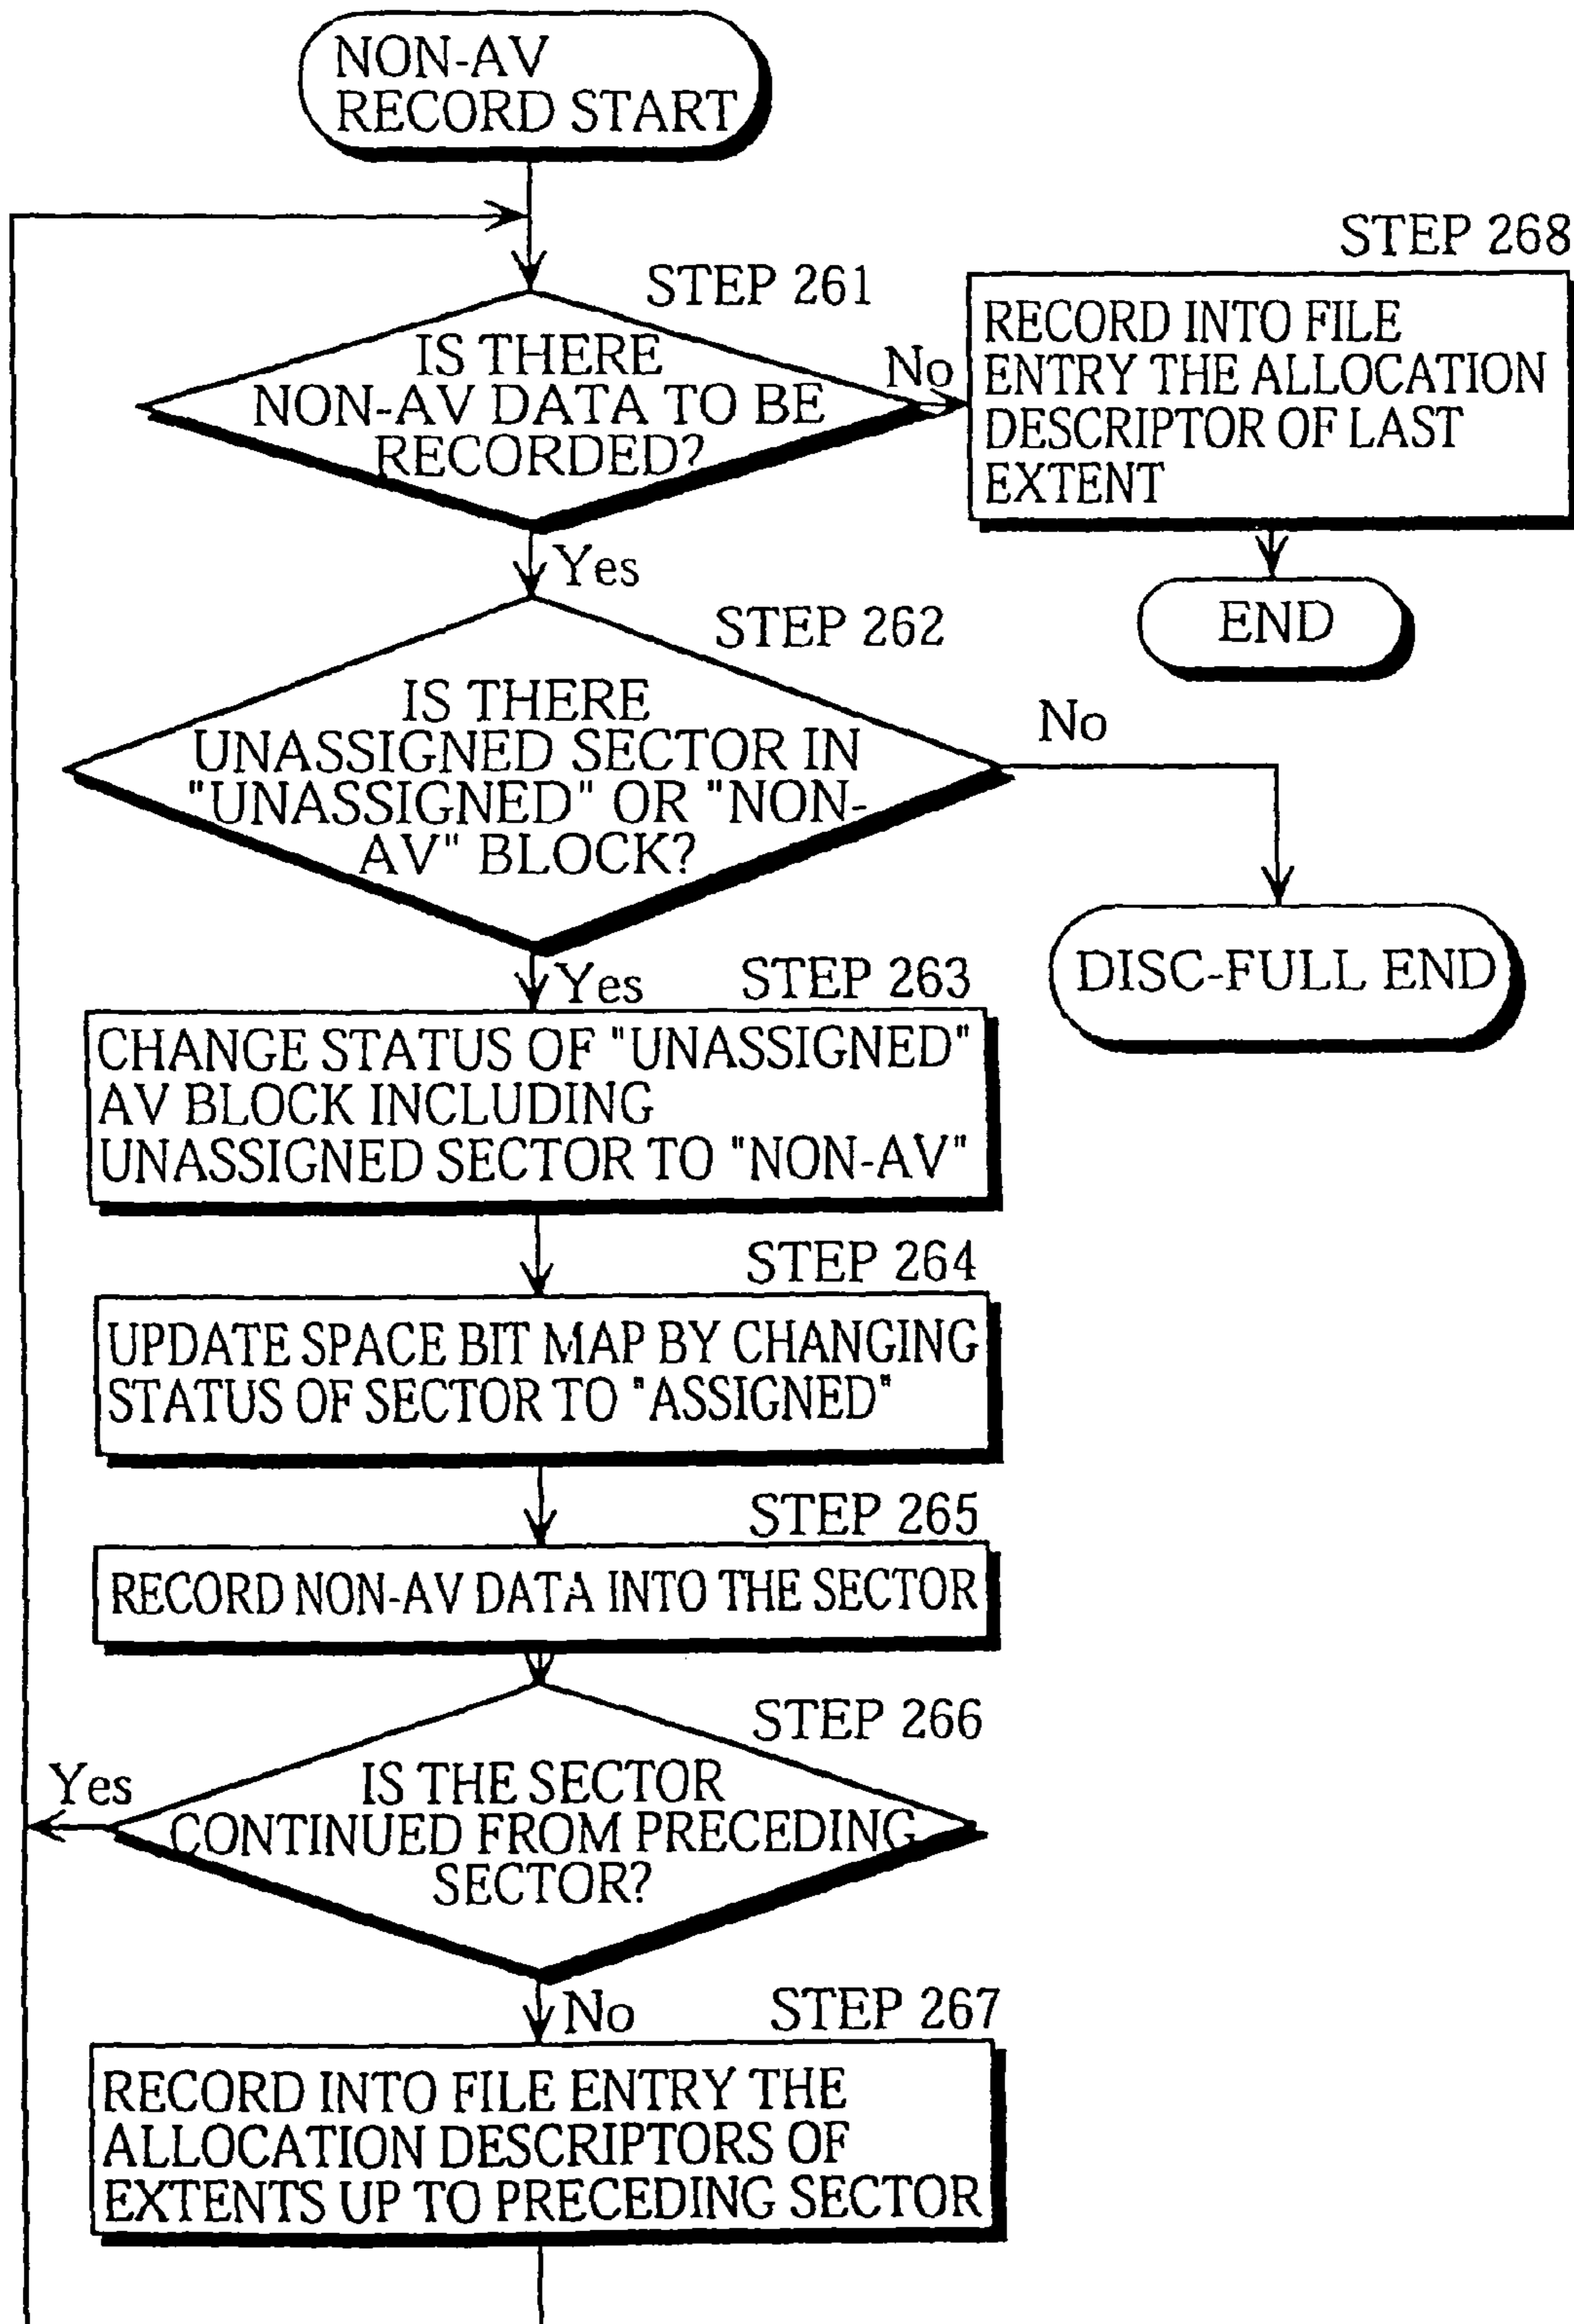 NON-AV
RECORD START
STEP 268
STEP 261
RECORD INTO FILE
ENTRY THE ALLOCATION
DESCRIPTOR OF LAST
EXTENT
IS THERE
NON-AV DATA TO BE
RECORDED?
No
Yes
END
STEP 262
IS THERE
UNASSIGNED SECTOR IN
"UNASSIGNED" OR "NON-
AV" BLOCK?
No
DISC-FULL END
Yes
STEP 263
CHANGE STATUS OF "UNASSIGNED"
AV BLOCK INCLUDING
UNASSIGNED SECTOR TO "NON-AV"
STEP 264
UPDATE SPACE BIT MAP BY CHANGING
STATUS OF SECTOR TO "ASSIGNED"
STEP 265
RECORD NON-AV DATA INTO THE SECTOR
STEP 266
Yes
IS THE SECTOR
CONTINUED FROM PRECEDING
SECTOR?
No
STEP 267
RECORD INTO FILE ENTRY THE
ALLOCATION DESCRIPTORS OF
EXTENTS UP TO PRECEDING SECTOR